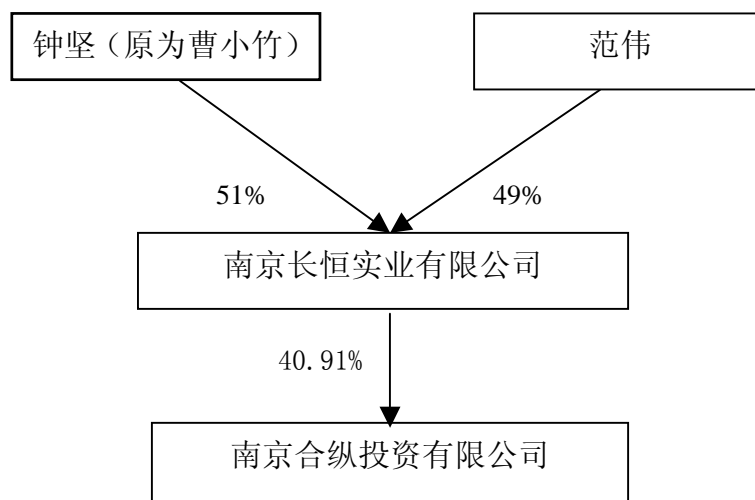 钟坚（原为曹小竹）
范伟
51%
49%
南京长恒实业有限公司
40.91%
南京合纵投资有限公司